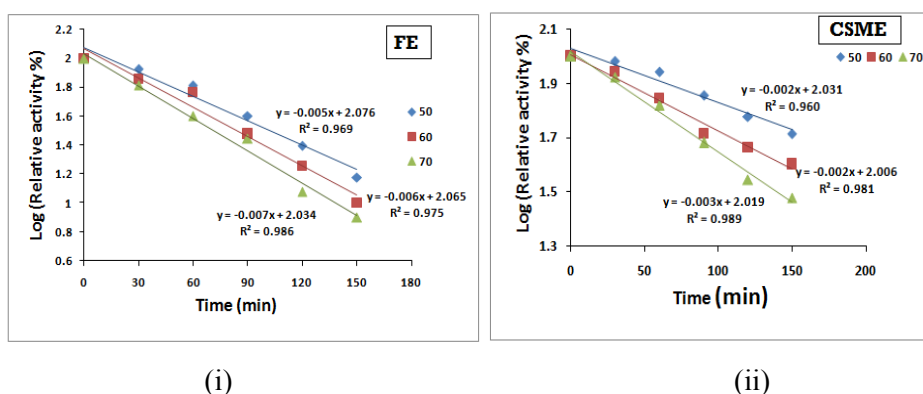 FE
Log (Relative activity %)
2.2
2
1.8
1.6
1.4
1.2
1
0.8
0.6
y = -0.005x + 2.076
R² = 0.969
50
60
70
y = -0.006x + 2.065
R² = 0.975
y = -0.007x + 2.034
R² = 0.986
0 30 60 90 120 150 180
Time (min)
(i)
CSME
50 60 70
Log (Relative activity %)
2.1
1.9
1.7
1.5
1.3
y = -0.002x + 2.031
R² = 0.960
y = -0.002x + 2.006
R² = 0.981
y = -0.003x + 2.019
R² = 0.989
0 50 100 150 200
Time (min)
(ii)